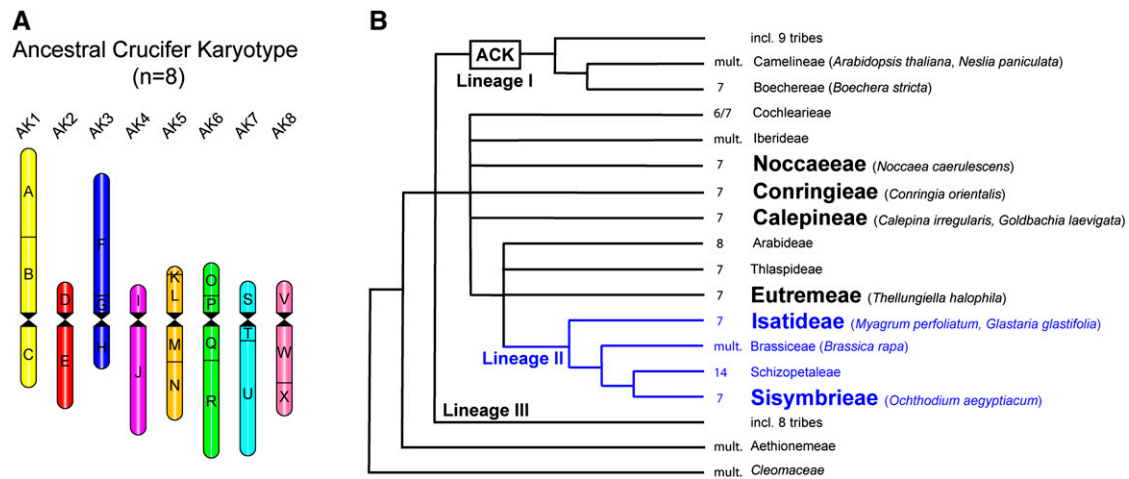 A
Ancestral Crucifer Karyotype
(n=8)
AK1 AK2 AK3 AK4 AK5 AK6 AK7 AK8
A
B
C
D
E
F
G
H
I
J
K
L
M
N
O
P
Q
R
S
T
U
V
W
X
B
ACK
Lineage I
Lineage II
Lineage III
incl. 9 tribes
mult. Camelineae (Arabidopsis thaliana, Neslia paniculata)
7 Boechereae (Boechera stricta)
6/7 Cochlearieae
mult. Iberideae
7 Noccaeeae (Noccaea caerulescens)
7 Conringieae (Conringia orientalis)
7 Calepineae (Calepina irregularis, Goldbachia laevigata)
8 Arabideae
7 Thlaspideae
7 Eutremeae (Thellungiella halophila)
7 Isatideae (Myagrum perfoliatum, Glastaria glastifolia)
mult. Brassiceae (Brassica rapa)
14 Schizopetaleae
7 Sisymbrieae (Ochthodium aegyptiacum)
incl. 8 tribes
mult. Aethionemeae
mult. Cleomaceae